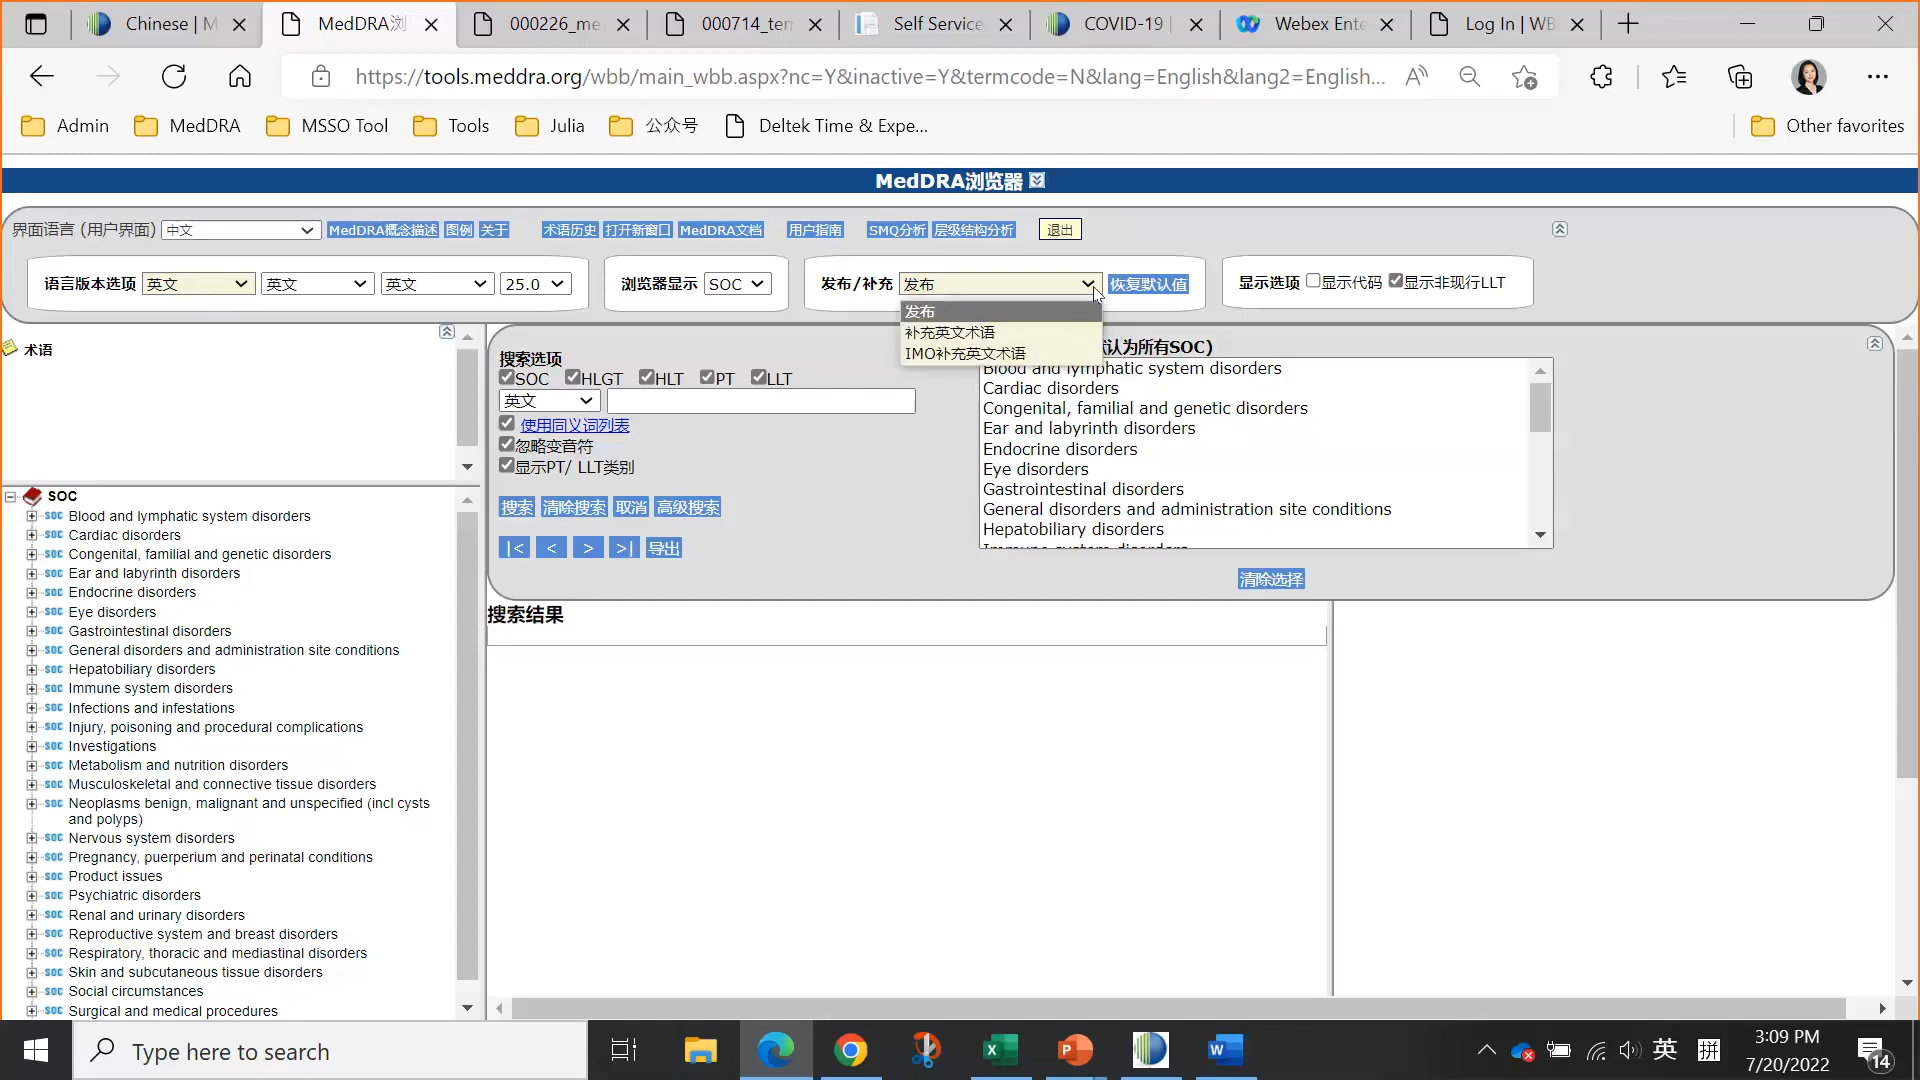 Chinese | M
MedDRA浏
000226_me
000714_ter
Self Service
COVID-19 |
Webex Ente
Log In | WB
https://tools.meddra.org/wbb/main_wbb.aspx?nc=Y&inactive=Y&termcode=N&lang=English&lang2=English...
Admin
MedDRA
MSSO Tool
Tools
Julia
公众号
Deltek Time & Expe...
Other favorites
MedDRA浏览器
界面语言 (用户界面) 中文 MedDRA概念描述 图例 关于 术语历史 打开新窗口 MedDRA文档 用户指南 SMQ分析 层级结构分析 退出
语言版本选项 英文 英文 英文 25.0 浏览器显示 SOC 发布/补充 发布 恢复默认值 显示选项 显示代码 显示非现行LLT
发布
补充英文术语
IMO补充英文术语
术语
SOC
Blood and lymphatic system disorders
Cardiac disorders
Congenital, familial and genetic disorders
Ear and labyrinth disorders
Endocrine disorders
Eye disorders
Gastrointestinal disorders
General disorders and administration site conditions
Hepatobiliary disorders
Immune system disorders
Infections and infestations
Injury, poisoning and procedural complications
Investigations
Metabolism and nutrition disorders
Musculoskeletal and connective tissue disorders
Neoplasms benign, malignant and unspecified (incl cysts
and polyps)
Nervous system disorders
Pregnancy, puerperium and perinatal conditions
Product issues
Psychiatric disorders
Renal and urinary disorders
Reproductive system and breast disorders
Respiratory, thoracic and mediastinal disorders
Skin and subcutaneous tissue disorders
Social circumstances
Surgical and medical procedures
搜索选项
SOC HLGT HLT PT LLT
英文
使用同义词列表
忽略变音符
显示PT/ LLT类别
搜索 清除搜索 取消 高级搜索
|< < > >| 导出
认为所有SOC)
Blood and lymphatic system disorders
Cardiac disorders
Congenital, familial and genetic disorders
Ear and labyrinth disorders
Endocrine disorders
Eye disorders
Gastrointestinal disorders
General disorders and administration site conditions
Hepatobiliary disorders
Immune system disorders
清除选择
搜索结果
Type here to search
英
拼
3:09 PM
7/20/2022
14